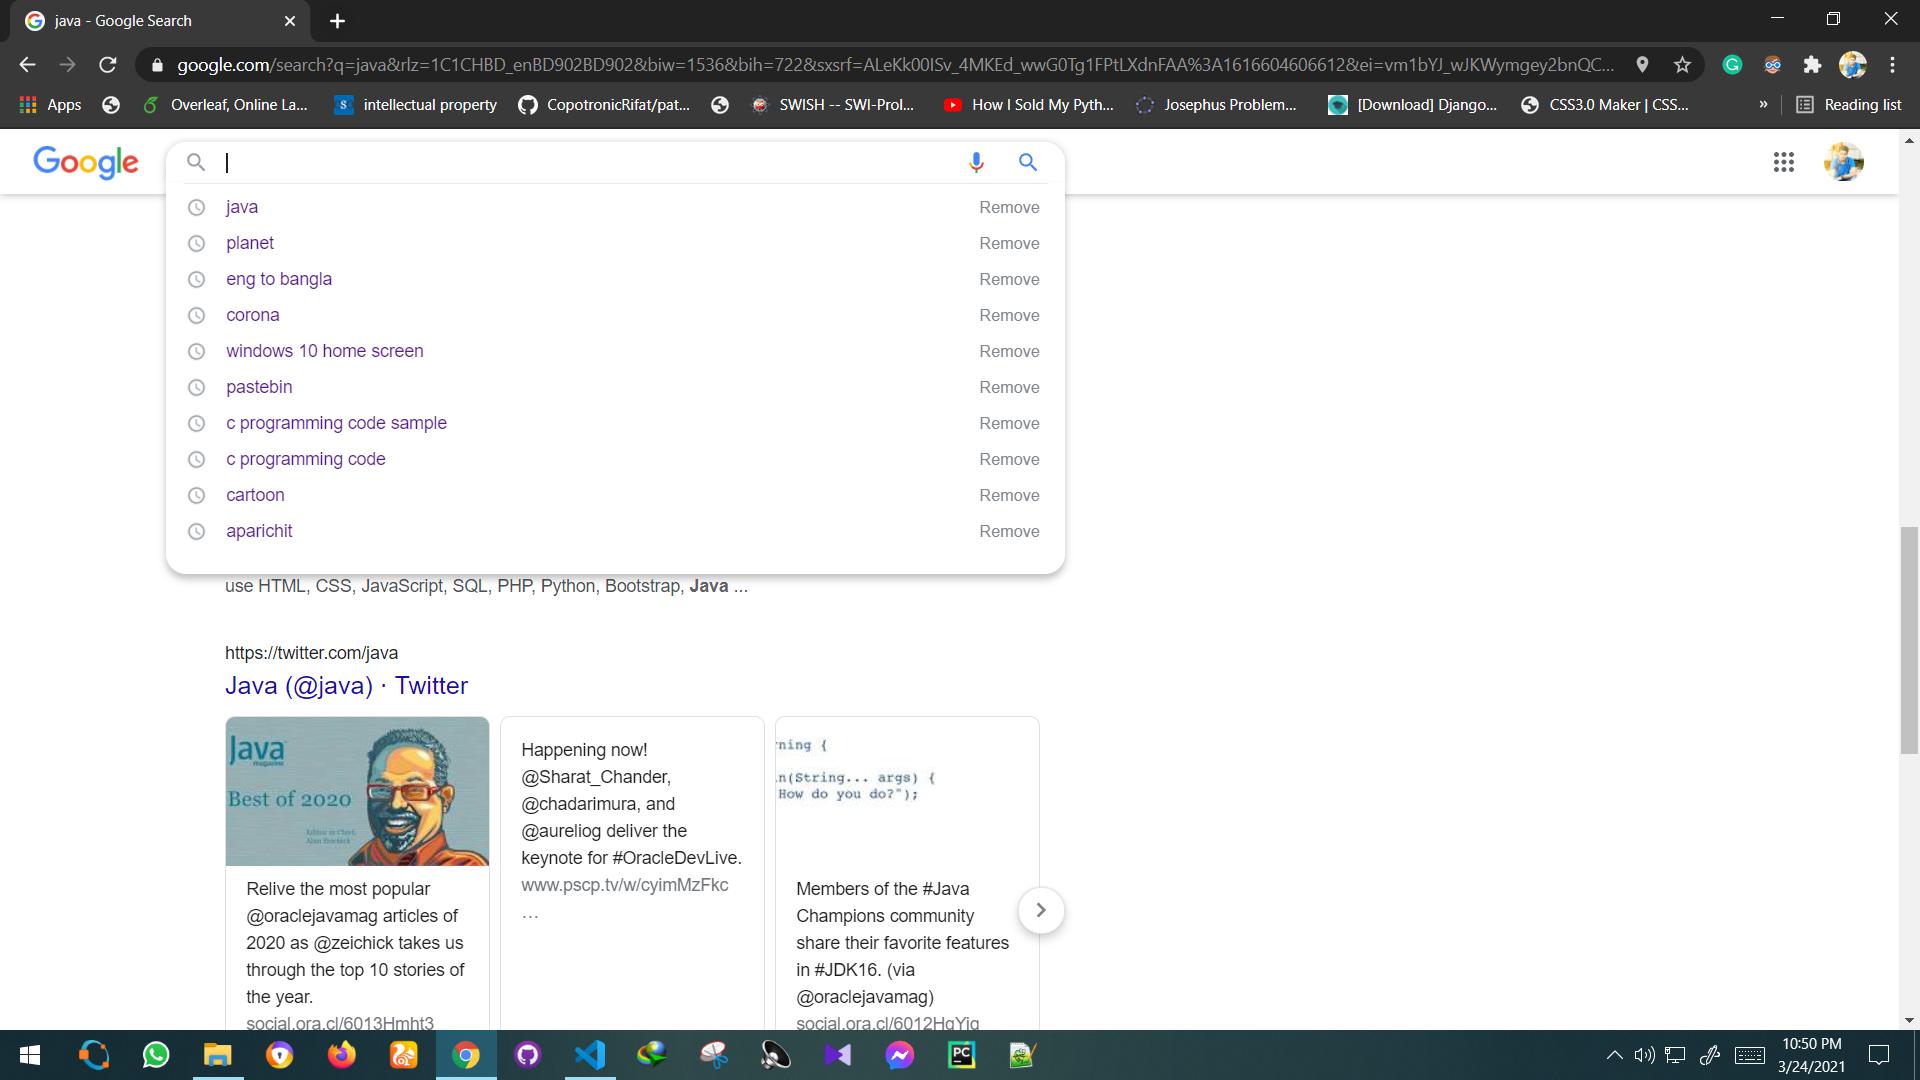 java - Google Search
google.com/search?q=java&rlz=1C1CHBD_enBD902BD902&biw=1536&bih=722&sxsrf=ALeKk00ISv_4MKEd_wwG0Tg1FPtLXdnFAA%3A1616604606612&ei=vm1bYJ_wJKWymgey2bnQC...
Apps Overleaf, Online La... intellectual property CopotronicRifat/pat... SWISH -- SWI-Prol... How I Sold My Pyth... Josephus Problem... [Download] Django... CSS3.0 Maker | CSS... » Reading list
Google
java Remove
planet Remove
eng to bangla Remove
corona Remove
windows 10 home screen Remove
pastebin Remove
c programming code sample Remove
c programming code Remove
cartoon Remove
aparichit Remove
use HTML, CSS, JavaScript, SQL, PHP, Python, Bootstrap, Java ...
https://twitter.com/java
Java (@java) · Twitter
Java
magazine
Best of 2020
Editor in Chief,
Relive the most popular
@oraclejavamag articles of
2020 as @zeichick takes us
through the top 10 stories of
the year.
social.ora.cl/6013Hmht3
Happening now!
@Sharat_Chander,
@chadarimura, and
@aureliog deliver the
keynote for #OracleDevLive.
www.pscp.tv/w/cyimMzFkc
...
rning {
n(String... args) {
How do you do?");
Members of the #Java
Champions community
share their favorite features
in #JDK16. (via
@oraclejavamag)
social.ora.cl/6012HqYjq
PC
10:50 PM
3/24/2021